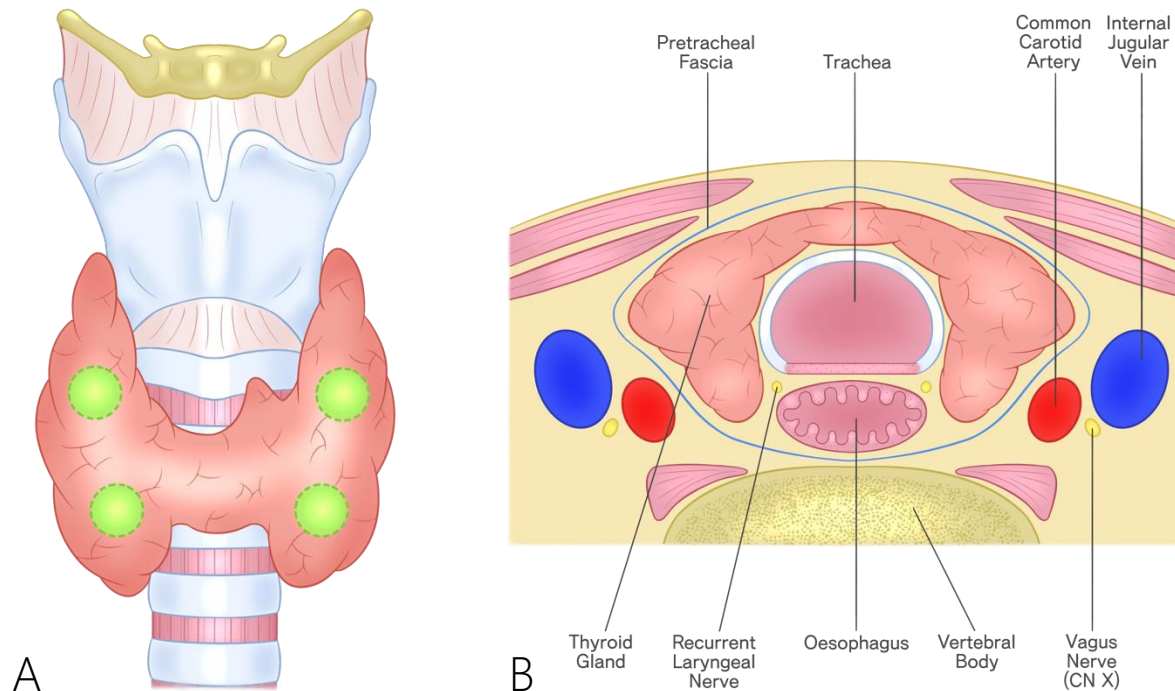 Pretracheal
Fascia
Trachea
Common
Carotid
Artery
Internal
Jugular
Vein
Thyroid
Gland
Recurrent
Laryngeal
Nerve
Oesophagus
Vertebral
Body
Vagus
Nerve
(CN X)
A
B